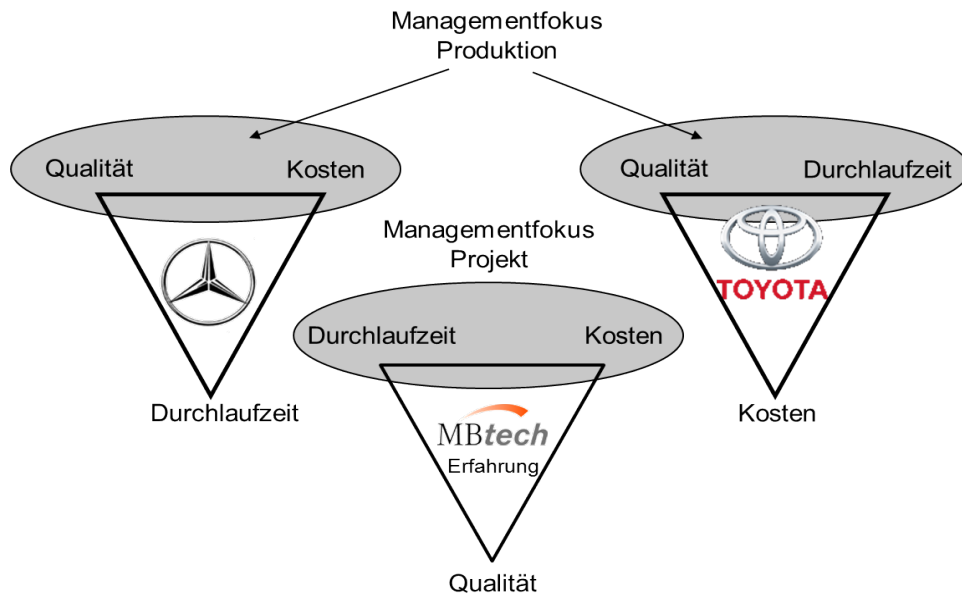 Managementfokus
Produktion
Qualität Kosten
Qualität Durchlaufzeit
Managementfokus
Projekt
TOYOTA
Durchlaufzeit Kosten
Durchlaufzeit
Kosten
MBtech
Erfahrung
Qualität